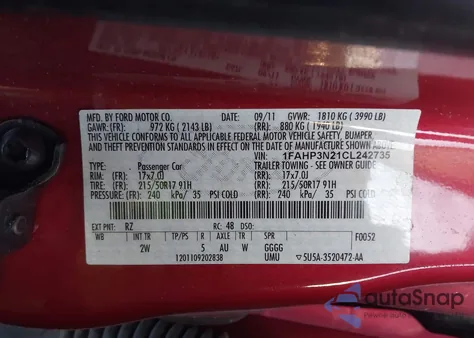 MFD. BY FORD MOTOR CO. 09/11 GVWR: 1810 KG ( 3990 LB)
GAWR:(FR): 972 KG ( 2143 LB) (RR): 880 KG ( 1940 LB)
THIS VEHICLE CONFORMS TO ALL APPLICABLE FEDERAL MOTOR VEHICLE SAFETY, BUMPER,
AND THEFT PREVENTION STANDARDS IN EFFECT ON THE DATE OF MANUFACTURE SHOWN ABOVE.
VIN: 1FAHP3N21CL242735
TYPE: Passenger Car TRAILER TOWING - SEE OWNER GUIDE
RIM:(FR) 17x7.0J (RR): 17x7.0J
TIRE: 215/50R17 91H 215/50R17 91H
PRESSURE:(FR) 240 kPa/ 35 PSI COLD (RR) 240 kPa/ 35 PSI COLD
EXT PNT: RZ RC: 48 DSO: F0052
WB INT TR TP/PS R AXLE TR SPR
2W 5 AU W GGGG
1201109202838 UMU 5U5A-3520472-AA
autoSnap